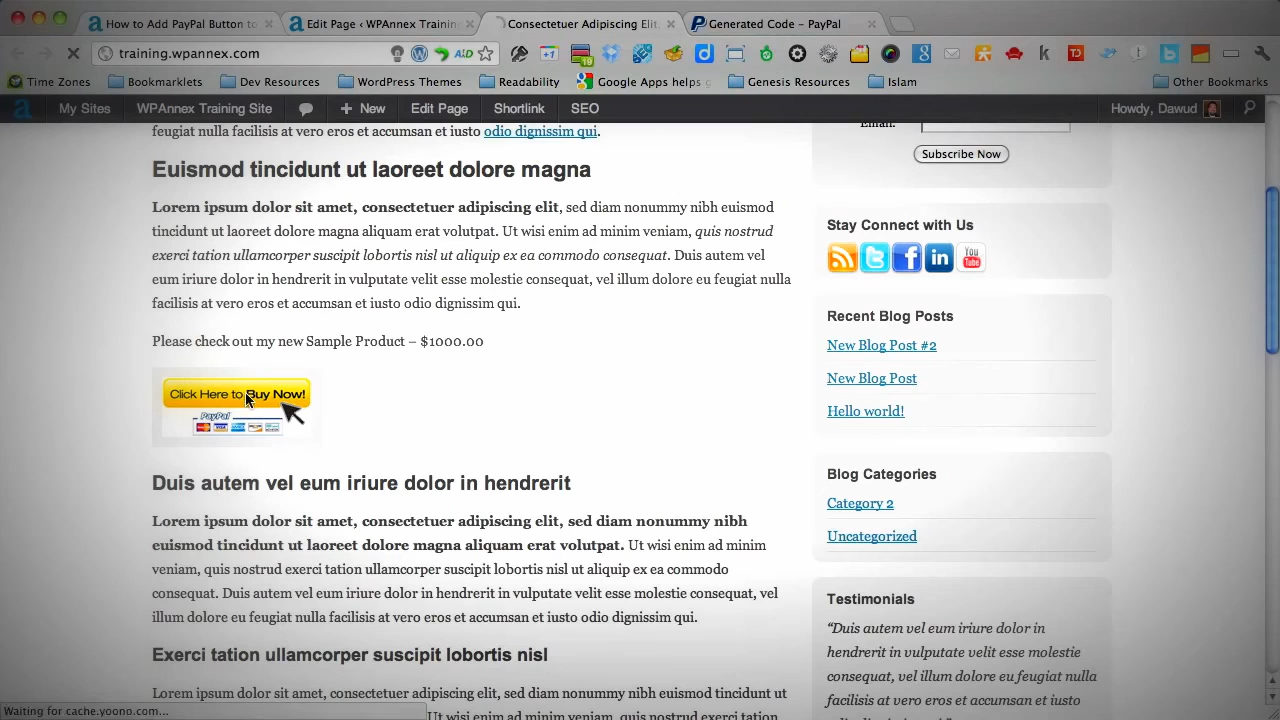 How to Add PayPal Button to
Edit Page ‹ WPAnnex Training
Consectetuer Adipiscing Elit
Generated Code – PayPal
training.wpannex.com
Time Zones
Bookmarklets
Dev Resources
WordPress Themes
Readability
Google Apps helps
Genesis Resources
Islam
Other Bookmarks
My Sites
WPAnnex Training Site
+ New
Edit Page
Shortlink
SEO
Howdy, Dawud
feugiat nulla facilisis at vero eros et accumsan et iusto odio dignissim qui.
Euismod tincidunt ut laoreet dolore magna
Lorem ipsum dolor sit amet, consectetuer adipiscing elit, sed diam nonummy nibh euismod
tincidunt ut laoreet dolore magna aliquam erat volutpat. Ut wisi enim ad minim veniam, quis nostrud
exerci tation ullamcorper suscipit lobortis nisl ut aliquip ex ea commodo consequat. Duis autem vel
eum iriure dolor in hendrerit in vulputate velit esse molestie consequat, vel illum dolore eu feugiat nulla
facilisis at vero eros et accumsan et iusto odio dignissim qui.
Please check out my new Sample Product – $1000.00
Click Here to Buy Now!
PayPal
Duis autem vel eum iriure dolor in hendrerit
Lorem ipsum dolor sit amet, consectetuer adipiscing elit, sed diam nonummy nibh
euismod tincidunt ut laoreet dolore magna aliquam erat volutpat. Ut wisi enim ad minim
veniam, quis nostrud exerci tation ullamcorper suscipit lobortis nisl ut aliquip ex ea commodo
consequat. Duis autem vel eum iriure dolor in hendrerit in vulputate velit esse molestie consequat, vel
illum dolore eu feugiat nulla facilisis at vero eros et accumsan et iusto odio dignissim qui.
Exerci tation ullamcorper suscipit lobortis nisl
Lorem ipsum dolor sit amet, consectetuer adipiscing elit, sed diam nonummy nibh euismod tincidunt ut
Ut wisi enim ad minim veniam, quis nostrud exerci tation
Waiting for cache.yoono.com...
Email:
Subscribe Now
Stay Connect with Us
You
Tube
Recent Blog Posts
New Blog Post #2
New Blog Post
Hello world!
Blog Categories
Category 2
Uncategorized
Testimonials
“Duis autem vel eum iriure dolor in
hendrerit in vulputate velit esse molestie
consequat, vel illum dolore eu feugiat nulla
facilisis at vero eros et accumsan et iusto